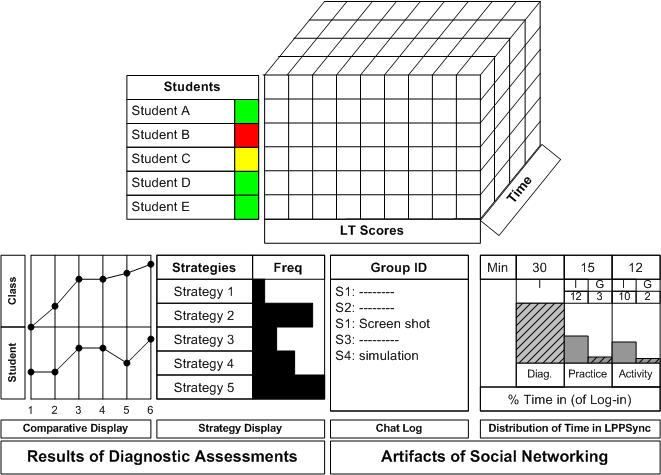 Students
Student A
Student B
Student C
Student D
Student E
LT Scores
Time
Class
Student
1 2 3 4 5 6
Strategies Freq
Strategy 1
Strategy 2
Strategy 3
Strategy 4
Strategy 5
Group ID
S1: --------
S2: --------
S1: Screen shot
S3: ---------
S4: simulation
Min 30 15 12
I I G I G
12 3 10 2
Diag. Practice Activity
% Time in (of Log-in)
Comparative Display
Strategy Display
Chat Log
Distribution of Time in LPPSync
Results of Diagnostic Assessments
Artifacts of Social Networking